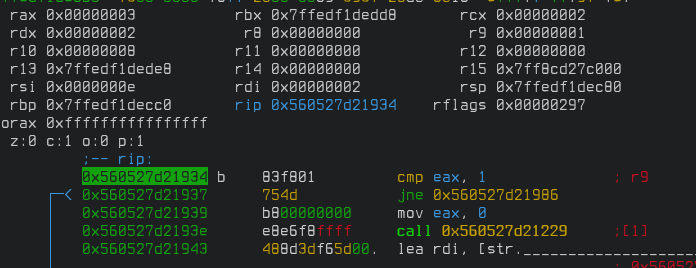 rax 0x00000003 rbx 0x7ffedf1dedd8 rcx 0x00000002
rdx 0x00000002 r8 0x00000000 r9 0x00000001
r10 0x00000008 r11 0x00000000 r12 0x00000000
r13 0x7ffedf1dede8 r14 0x00000000 r15 0x7ff8cd27c000
rsi 0x0000000e rdi 0x00000002 rsp 0x7ffedf1dec80
rbp 0x7ffedf1decc0 rip 0x560527d21934 rflags 0x00000297
orax 0xffffffffffffffff
z:0 c:1 o:0 p:1
;-- rip:
0x560527d21934 b 83f801 cmp eax, 1 ; r9
0x560527d21937 754d jne 0x560527d21986
0x560527d21939 b800000000 mov eax, 0
0x560527d2193e e8e6f8ffff call 0x560527d21229 ;[1]
0x560527d21943 488d3df65d00. lea rdi, [str.